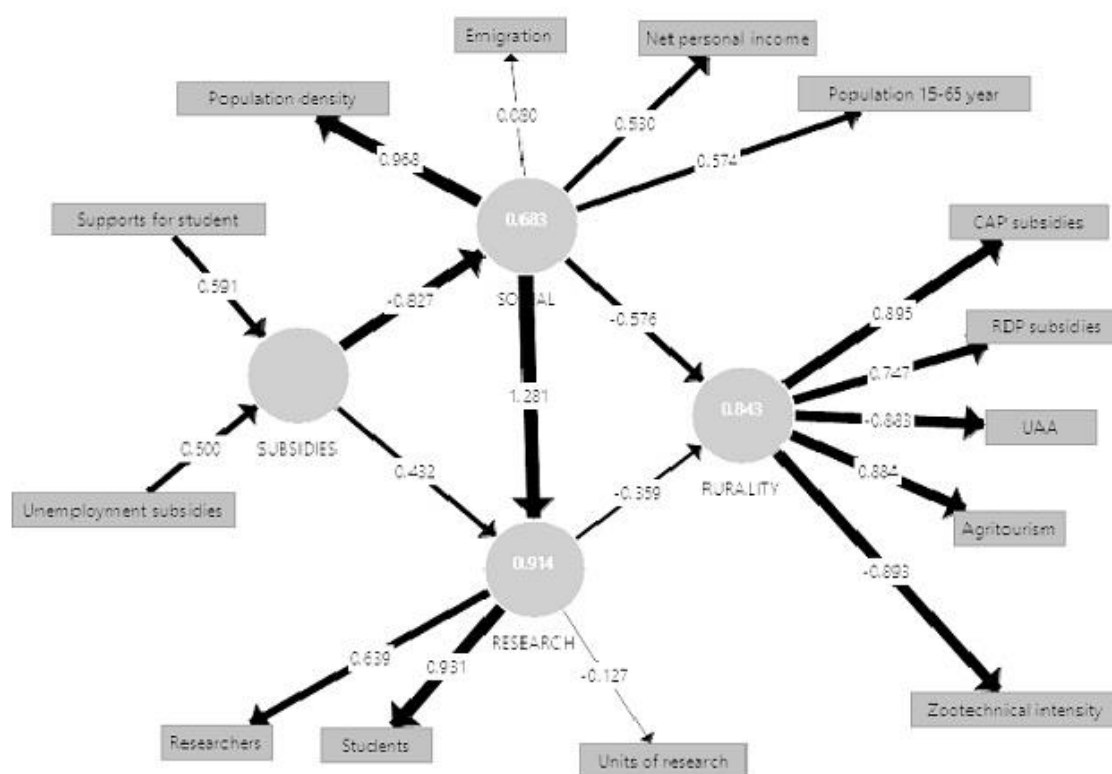 Emigration
Net personal income
Population density
Population 15-65 year
0.080
0.530
0.574
0.968
Supports for student
0.683
CAP subsidies
0.591
-0.827
SOCIAL
-0.576
0.895
RDP subsidies
0.747
1.281
0.843
-0.883
UAA
SUBSIDIES
0.500
0.432
-0.359
RURALITY
0.884
Unemployment subsidies
Agritourism
0.914
-0.893
RESEARCH
0.639
0.931
-0.127
Zootechnical intensity
Researchers
Students
Units of research